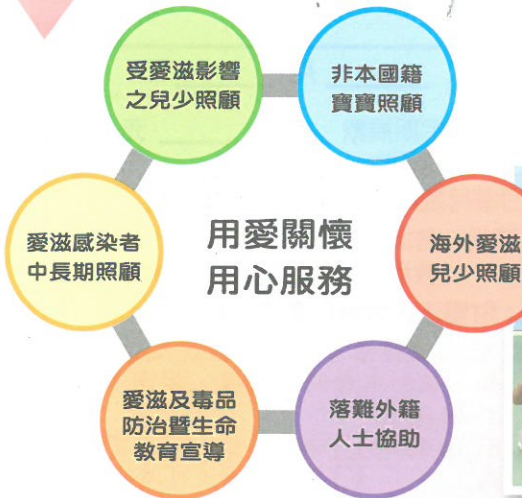 受愛滋影響
之兒少照顧
非本國籍
寶寶照顧
愛滋感染者
中長期照顧
用愛關懷
用心服務
海外愛滋
兒少照顧
愛滋及毒品
防治暨生命
教育宣導
落難外籍
人士協助